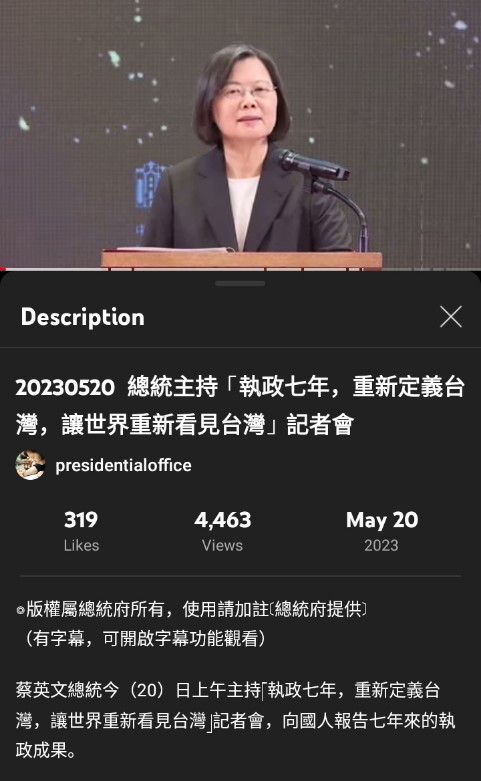 Description
20230520 總統主持「執政七年，重新定義台
灣，讓世界重新看見台灣」記者會
presidentialoffice
319
4,463
May 20
Likes
Views
2023
๏版權屬總統府所有，使用請加註〔總統府提供〕
（有字幕，可開啟字幕功能觀看）
蔡英文總統今（20）日上午主持「執政七年，重新定義台
灣，讓世界重新看見台灣」記者會，向國人報告七年來的執
政成果。